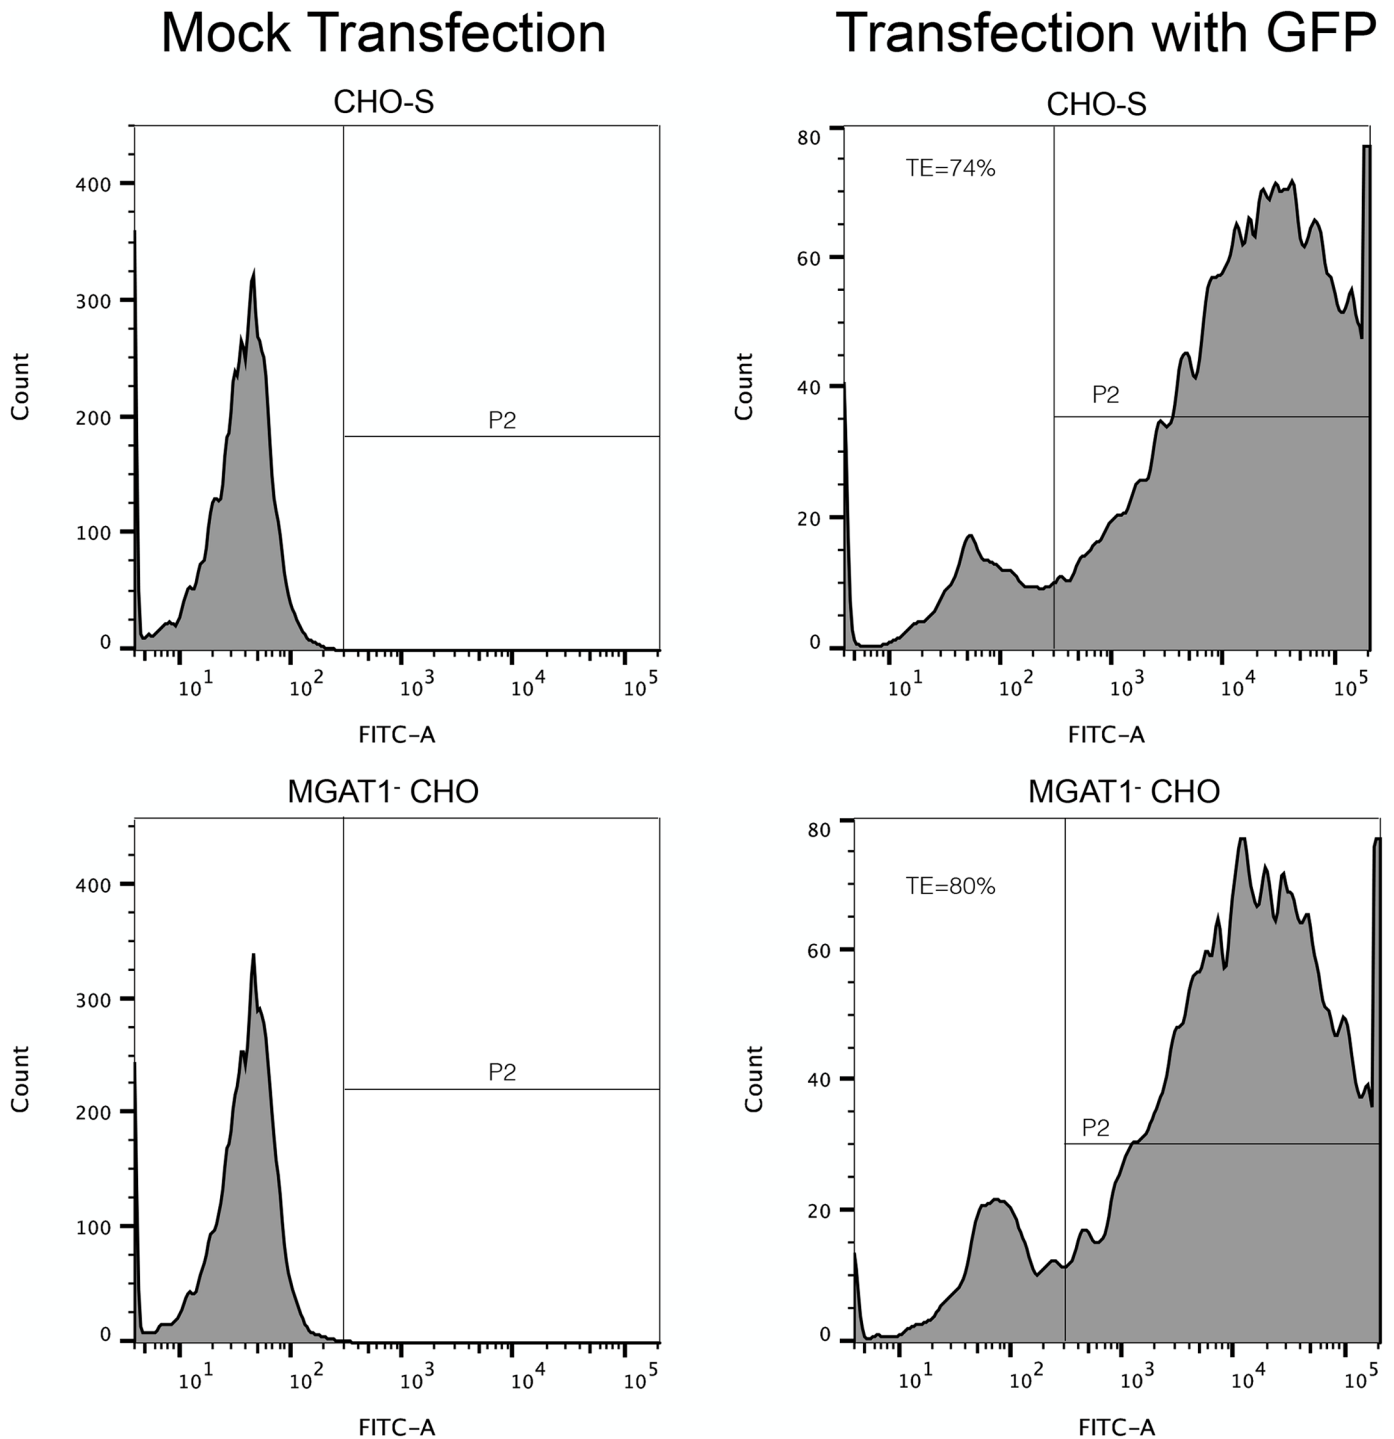 Mock Transfection
Transfection with GFP
CHO-S
400
300
200
100
0
Count
P2
10¹ 10² 10³ 10⁴ 10⁵
FITC-A
CHO-S
80
60
40
20
0
Count
TE=74%
P2
10¹ 10² 10³ 10⁴ 10⁵
FITC-A
MGAT1⁻ CHO
400
300
200
100
0
Count
P2
10¹ 10² 10³ 10⁴ 10⁵
FITC-A
MGAT1⁻ CHO
80
60
40
20
0
Count
TE=80%
P2
10¹ 10² 10³ 10⁴ 10⁵
FITC-A